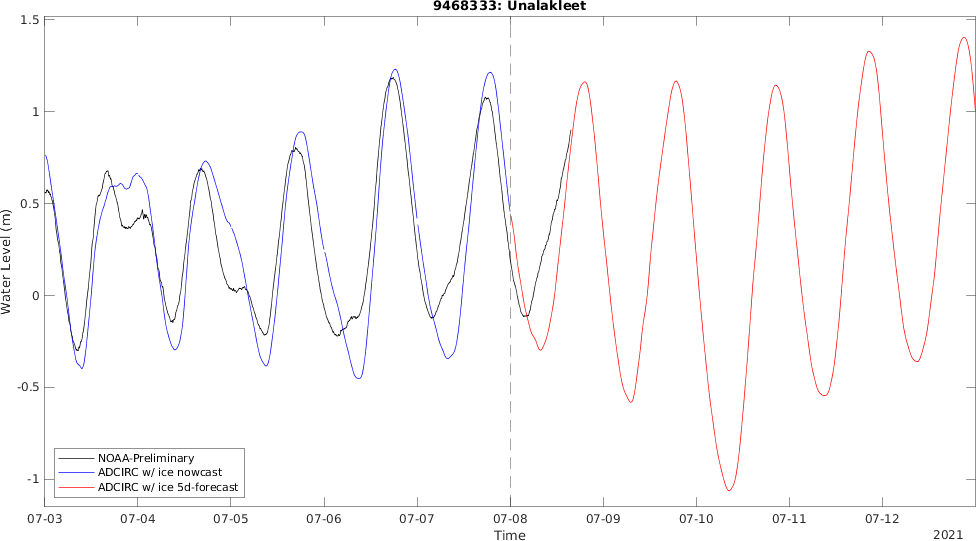 9468333: Unalakleet
1.5
1
0.5
0
-0.5
-1
Water Level (m)
NOAA-Preliminary
ADCIRC w/ ice nowcast
ADCIRC w/ ice 5d-forecast
07-03 07-04 07-05 07-06 07-07 07-08 07-09 07-10 07-11 07-12
Time
2021